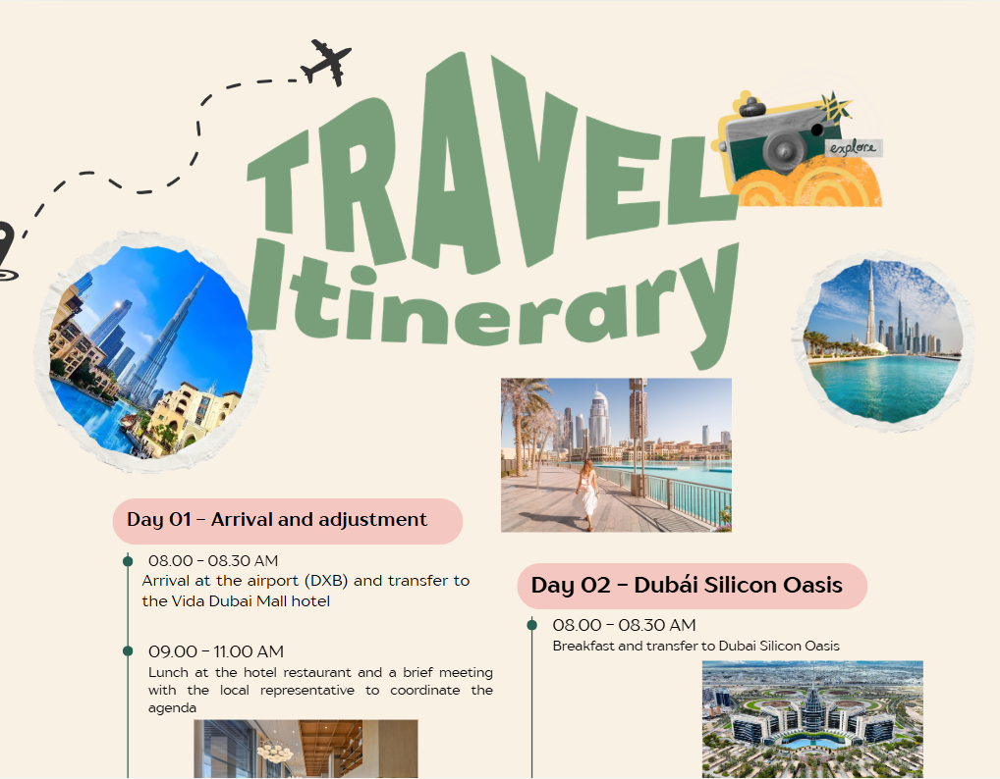 TRAVEL
Itinerary
explore
Day 01 – Arrival and adjustment
08.00 – 08.30 AM
Arrival at the airport (DXB) and transfer to
the Vida Dubai Mall hotel
09.00 – 11.00 AM
Lunch at the hotel restaurant and a brief meeting
with the local representative to coordinate the
agenda
Day 02 – Dubái Silicon Oasis
08.00 – 08.30 AM
Breakfast and transfer to Dubai Silicon Oasis